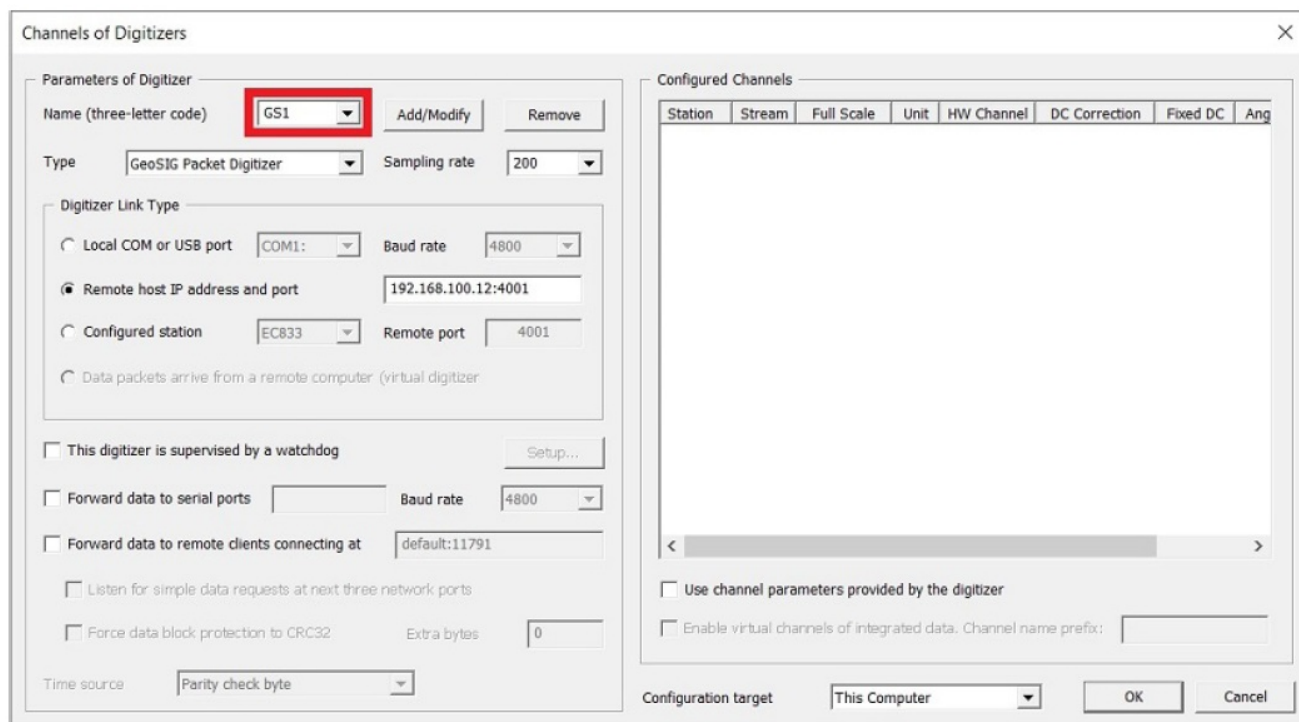 Channels of Digitizers
Parameters of Digitizer
Name (three-letter code) GS1 Add/Modify Remove
Type GeoSIG Packet Digitizer Sampling rate 200
Digitizer Link Type
Local COM or USB port COM1: Baud rate 4800
Remote host IP address and port 192.168.100.12:4001
Configured station EC833 Remote port 4001
Data packets arrive from a remote computer (virtual digitizer
This digitizer is supervised by a watchdog Setup...
Forward data to serial ports Baud rate 4800
Forward data to remote clients connecting at default:11791
Listen for simple data requests at next three network ports
Force data block protection to CRC32 Extra bytes 0
Time source Parity check byte
Configured Channels
Station Stream Full Scale Unit HW Channel DC Correction Fixed DC Ang
Use channel parameters provided by the digitizer
Enable virtual channels of integrated data. Channel name prefix:
Configuration target This Computer OK Cancel